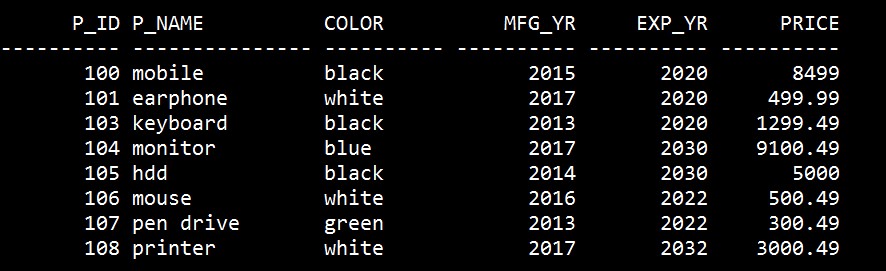 P_ID P_NAME COLOR MFG_YR EXP_YR PRICE
---------- --------------- ---------- ---------- ---------- ----------
100 mobile black 2015 2020 8499
101 earphone white 2017 2020 499.99
103 keyboard black 2013 2020 1299.49
104 monitor blue 2017 2030 9100.49
105 hdd black 2014 2030 5000
106 mouse white 2016 2022 500.49
107 pen drive green 2013 2022 300.49
108 printer white 2017 2032 3000.49